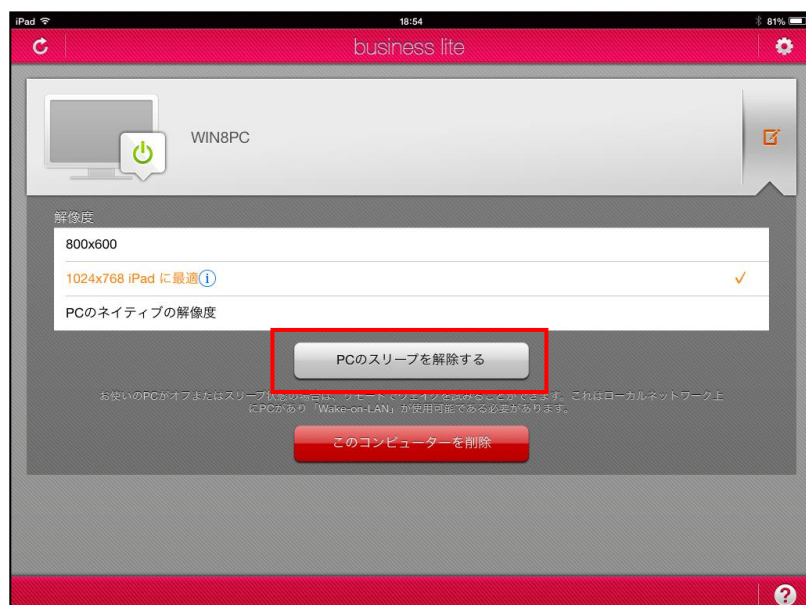 iPad 18:54 81%
business lite
WIN8PC
解像度
800x600
1024x768 iPad に最適 i
PCのネイティブの解像度
PCのスリープを解除する
お使いのPCがオフまたはスリープ状態の場合は、リモートでウェイクを試みることができます。これはローカルネットワーク上
にPCがあり「Wake-on-LAN」が使用可能である必要があります。
このコンピューターを削除
?